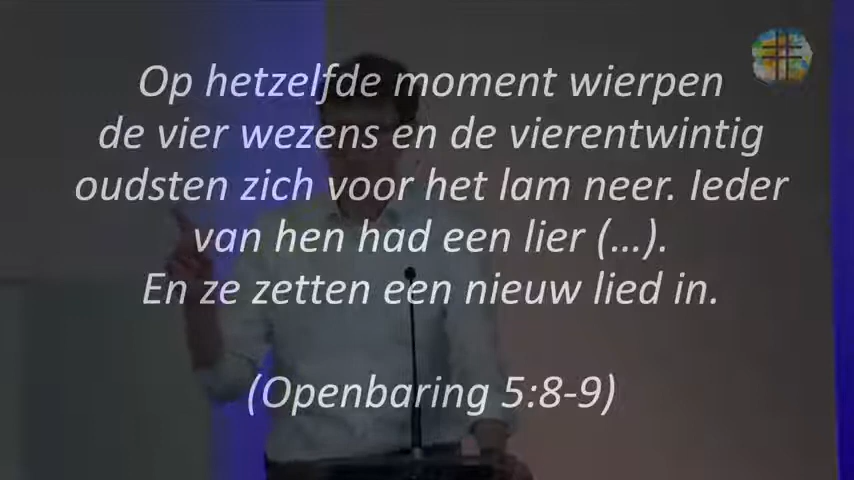 Op hetzelfde moment wierpen
de vier wezens en de vierentwintig
oudsten zich voor het lam neer. Ieder
van hen had een lier (...).
En ze zetten een nieuw lied in.
(Openbaring 5:8-9)